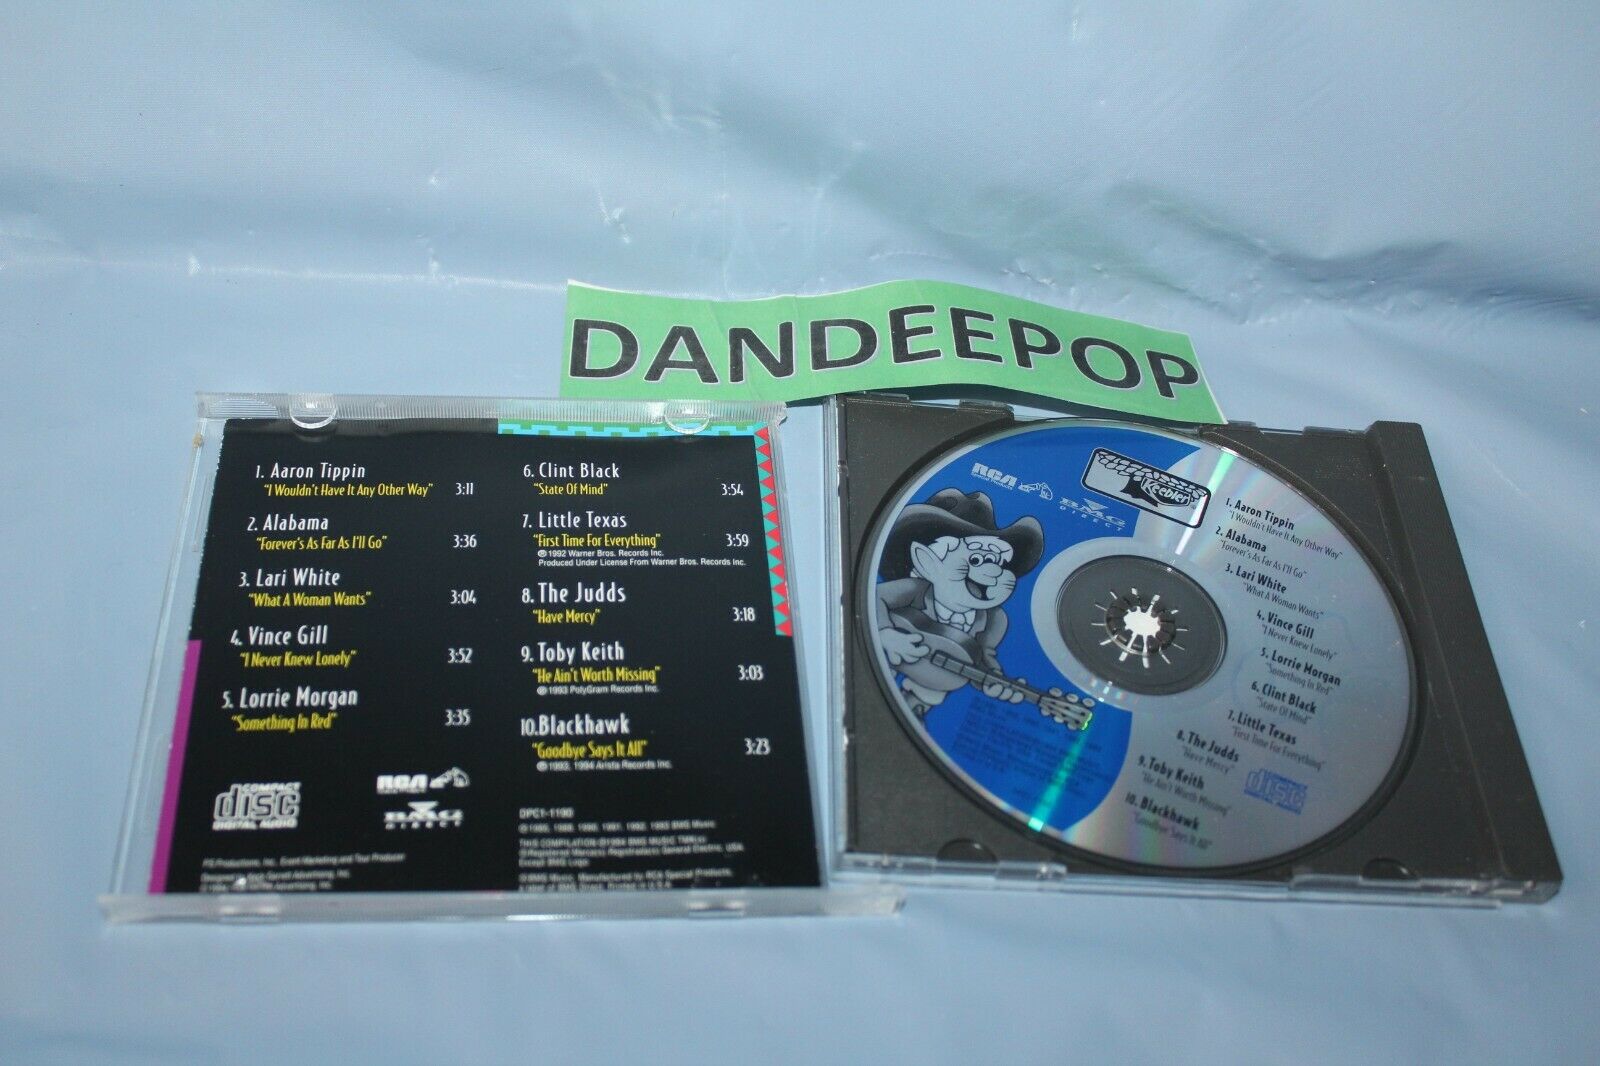 DANDEEPOP
1. Aaron Tippin
"I Wouldn't Have It Any Other Way" 3:11
2. Alabama
"Forever's As Far As I'll Go" 3:36
3. Lari White
"What A Woman Wants" 3:04
4. Vince Gill
"I Never Knew Lonely" 3:52
5. Lorrie Morgan
"Something In Red" 3:35
6. Clint Black
"State Of Mind" 3:54
7. Little Texas
"First Time For Everything" 3:59
℗ 1992 Warner Bros. Records Inc.
Produced Under License From Warner Bros. Records Inc.
8. The Judds
"Have Mercy" 3:18
9. Toby Keith
"He Ain't Worth Missing" 3:03
℗ 1993 PolyGram Records Inc.
10. Blackhawk
"Goodbye Says It All" 3:23
℗ 1993, 1994 Arista Records Inc.
COMPACT
disc
DIGITAL AUDIO
RCA
BMG
DIRECT
DPC1-1190
RCA
Special Products
BMG
DIRECT
Keebler
1. Aaron Tippin
"I Wouldn't Have It Any Other Way"
2. Alabama
"Forever's As Far As I'll Go"
3. Lari White
"What A Woman Wants"
4. Vince Gill
"I Never Knew Lonely"
5. Lorrie Morgan
"Something In Red"
6. Clint Black
"State Of Mind"
7. Little Texas
"First Time For Everything"
8. The Judds
"Have Mercy"
9. Toby Keith
"He Ain't Worth Missing"
10. Blackhawk
"Goodbye Says It All"
COMPACT
disc
DIGITAL AUDIO